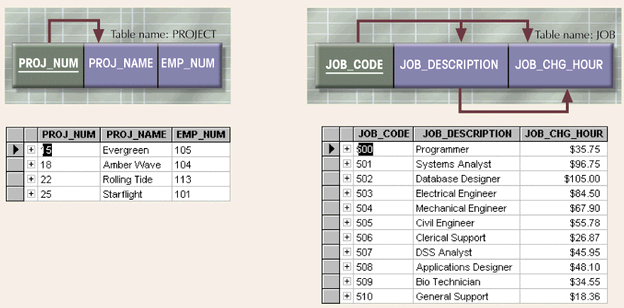 Table name: PROJECT
PROJ_NUM PROJ_NAME EMP_NUM
PROJ_NUM PROJ_NAME EMP_NUM
15 Evergreen 105
18 Amber Wave 104
22 Rolling Tide 113
25 Starflight 101
Table name: JOB
JOB_CODE JOB_DESCRIPTION JOB_CHG_HOUR
JOB_CODE JOB_DESCRIPTION JOB_CHG_HOUR
500 Programmer $35.75
501 Systems Analyst $96.75
502 Database Designer $105.00
503 Electrical Engineer $84.50
504 Mechanical Engineer $67.90
505 Civil Engineer $55.78
506 Clerical Support $26.87
507 DSS Analyst $45.95
508 Applications Designer $48.10
509 Bio Technician $34.55
510 General Support $18.36